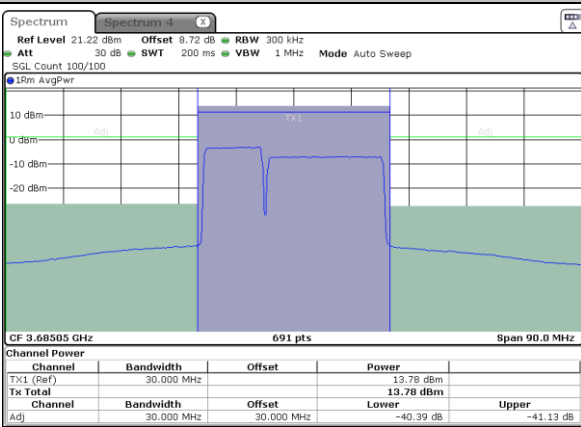 Spectrum Spectrum 4 X
Ref Level 21.22 dBm Offset 8.72 dB RBW 300 kHz
Att 30 dB SWT 200 ms VBW 1 MHz Mode Auto Sweep
SGL Count 100/100
1Rm AvgPwr
10 dBm
TX1
Adj Adj
0 dBm
-10 dBm
-20 dBm
CF 3.68505 GHz 691 pts Span 90.0 MHz
Channel Power
Channel Bandwidth Offset Power
TX1 (Ref) 30.000 MHz 13.78 dBm
Tx Total 13.78 dBm
Channel Bandwidth Offset Lower Upper
Adj 30.000 MHz 30.000 MHz -40.39 dB -41.13 dB